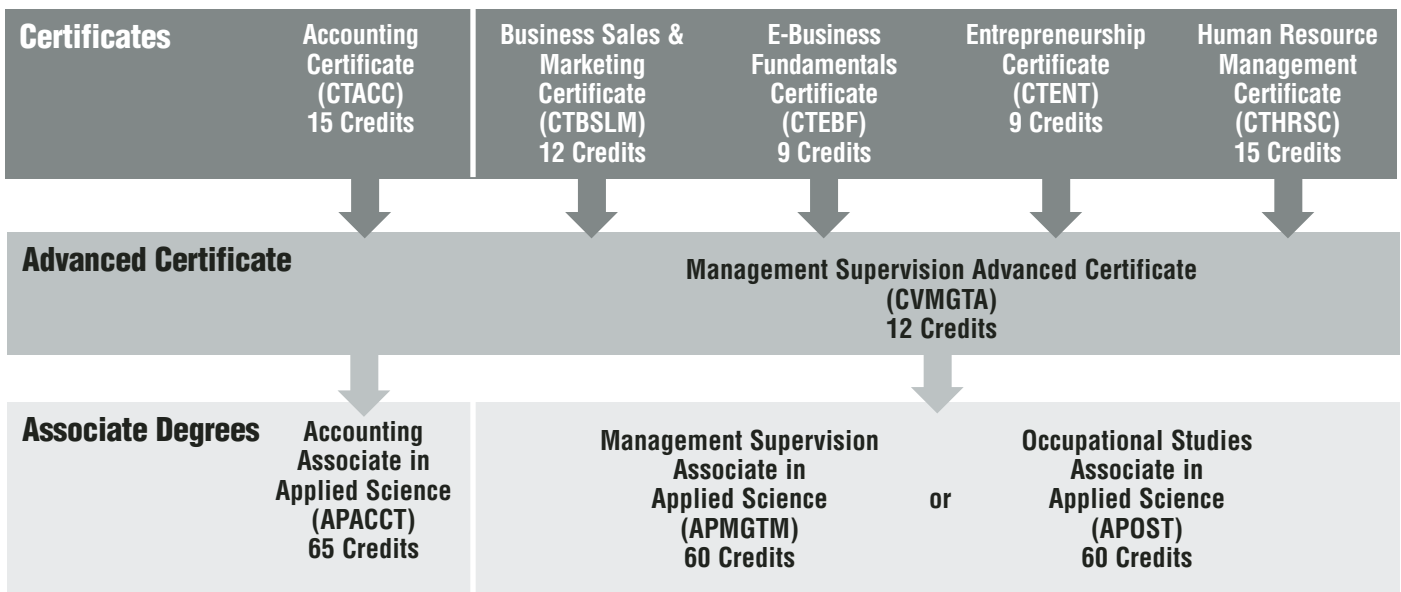 Certificates
Accounting
Certificate
(CTACC)
15 Credits
Business Sales &
Marketing
Certificate
(CTBSLM)
12 Credits
E-Business
Fundamentals
Certificate
(CTEBF)
9 Credits
Entrepreneurship
Certificate
(CTENT)
9 Credits
Human Resource
Management
Certificate
(CTHRSC)
15 Credits
Advanced Certificate
Management Supervision Advanced Certificate
(CVMGTA)
12 Credits
Associate Degrees
Accounting
Associate in
Applied Science
(APACCT)
65 Credits
Management Supervision
Associate in
Applied Science
(APMGTM)
60 Credits
or
Occupational Studies
Associate in
Applied Science
(APOST)
60 Credits